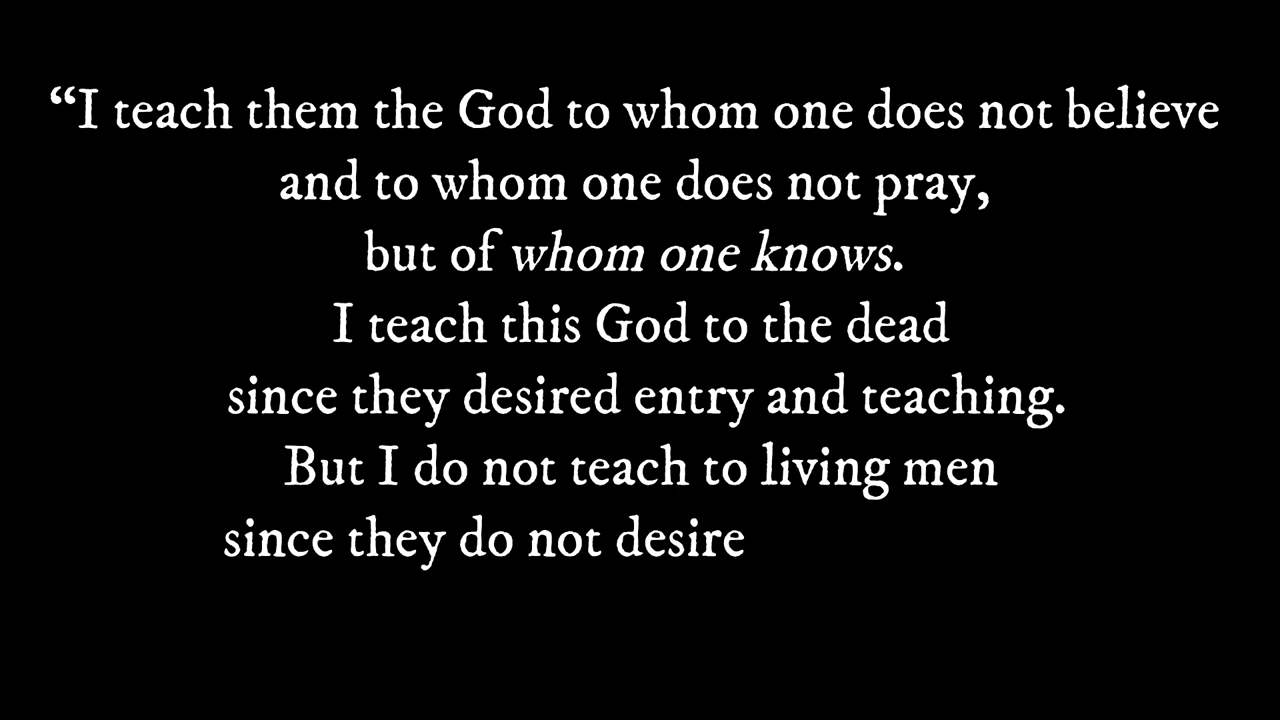 “I teach them the God to whom one does not believe
and to whom one does not pray,
but of whom one knows.
I teach this God to the dead
since they desired entry and teaching.
But I do not teach to living men
since they do not desire